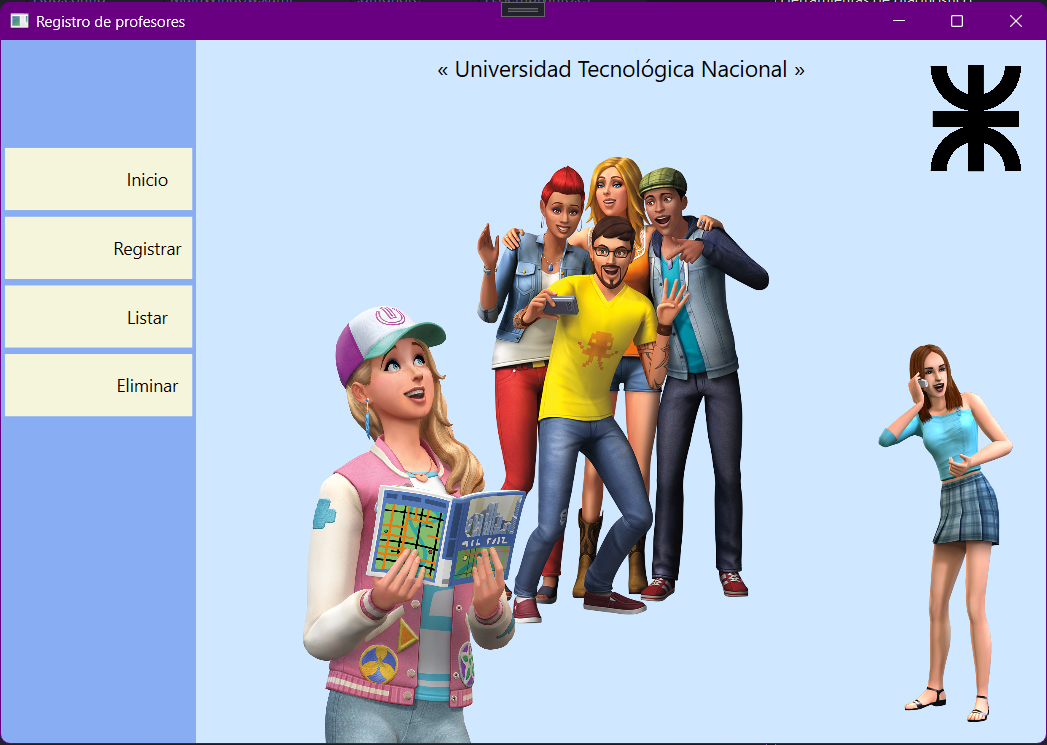 Registro de profesores
« Universidad Tecnológica Nacional »
Inicio
Registrar
Listar
Eliminar